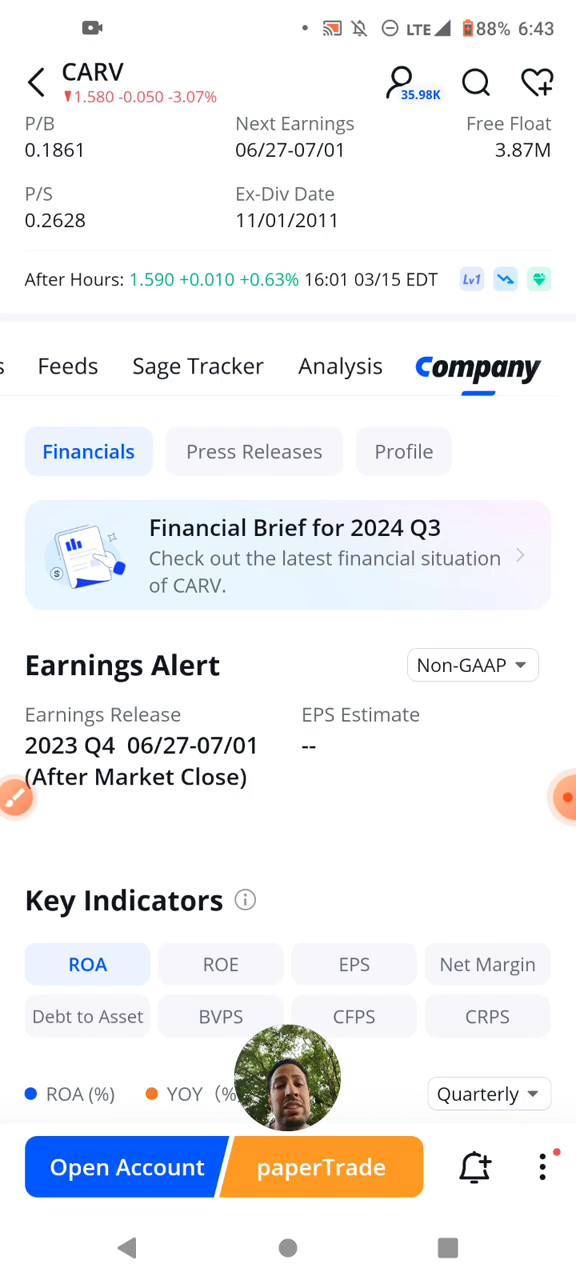 LTE 88% 6:43
CARV
▼1.580 -0.050 -3.07%
35.98K
P/B Next Earnings Free Float
0.1861 06/27-07/01 3.87M
P/S Ex-Div Date
0.2628 11/01/2011
After Hours: 1.590 +0.010 +0.63% 16:01 03/15 EDT Lv1
s Feeds Sage Tracker Analysis Company
Financials Press Releases Profile
Financial Brief for 2024 Q3
Check out the latest financial situation
of CARV.
Earnings Alert Non-GAAP
Earnings Release EPS Estimate
2023 Q4 06/27-07/01 --
(After Market Close)
Key Indicators
ROA ROE EPS Net Margin
Debt to Asset BVPS CFPS CRPS
ROA (%) YOY (% Quarterly
Open Account paperTrade